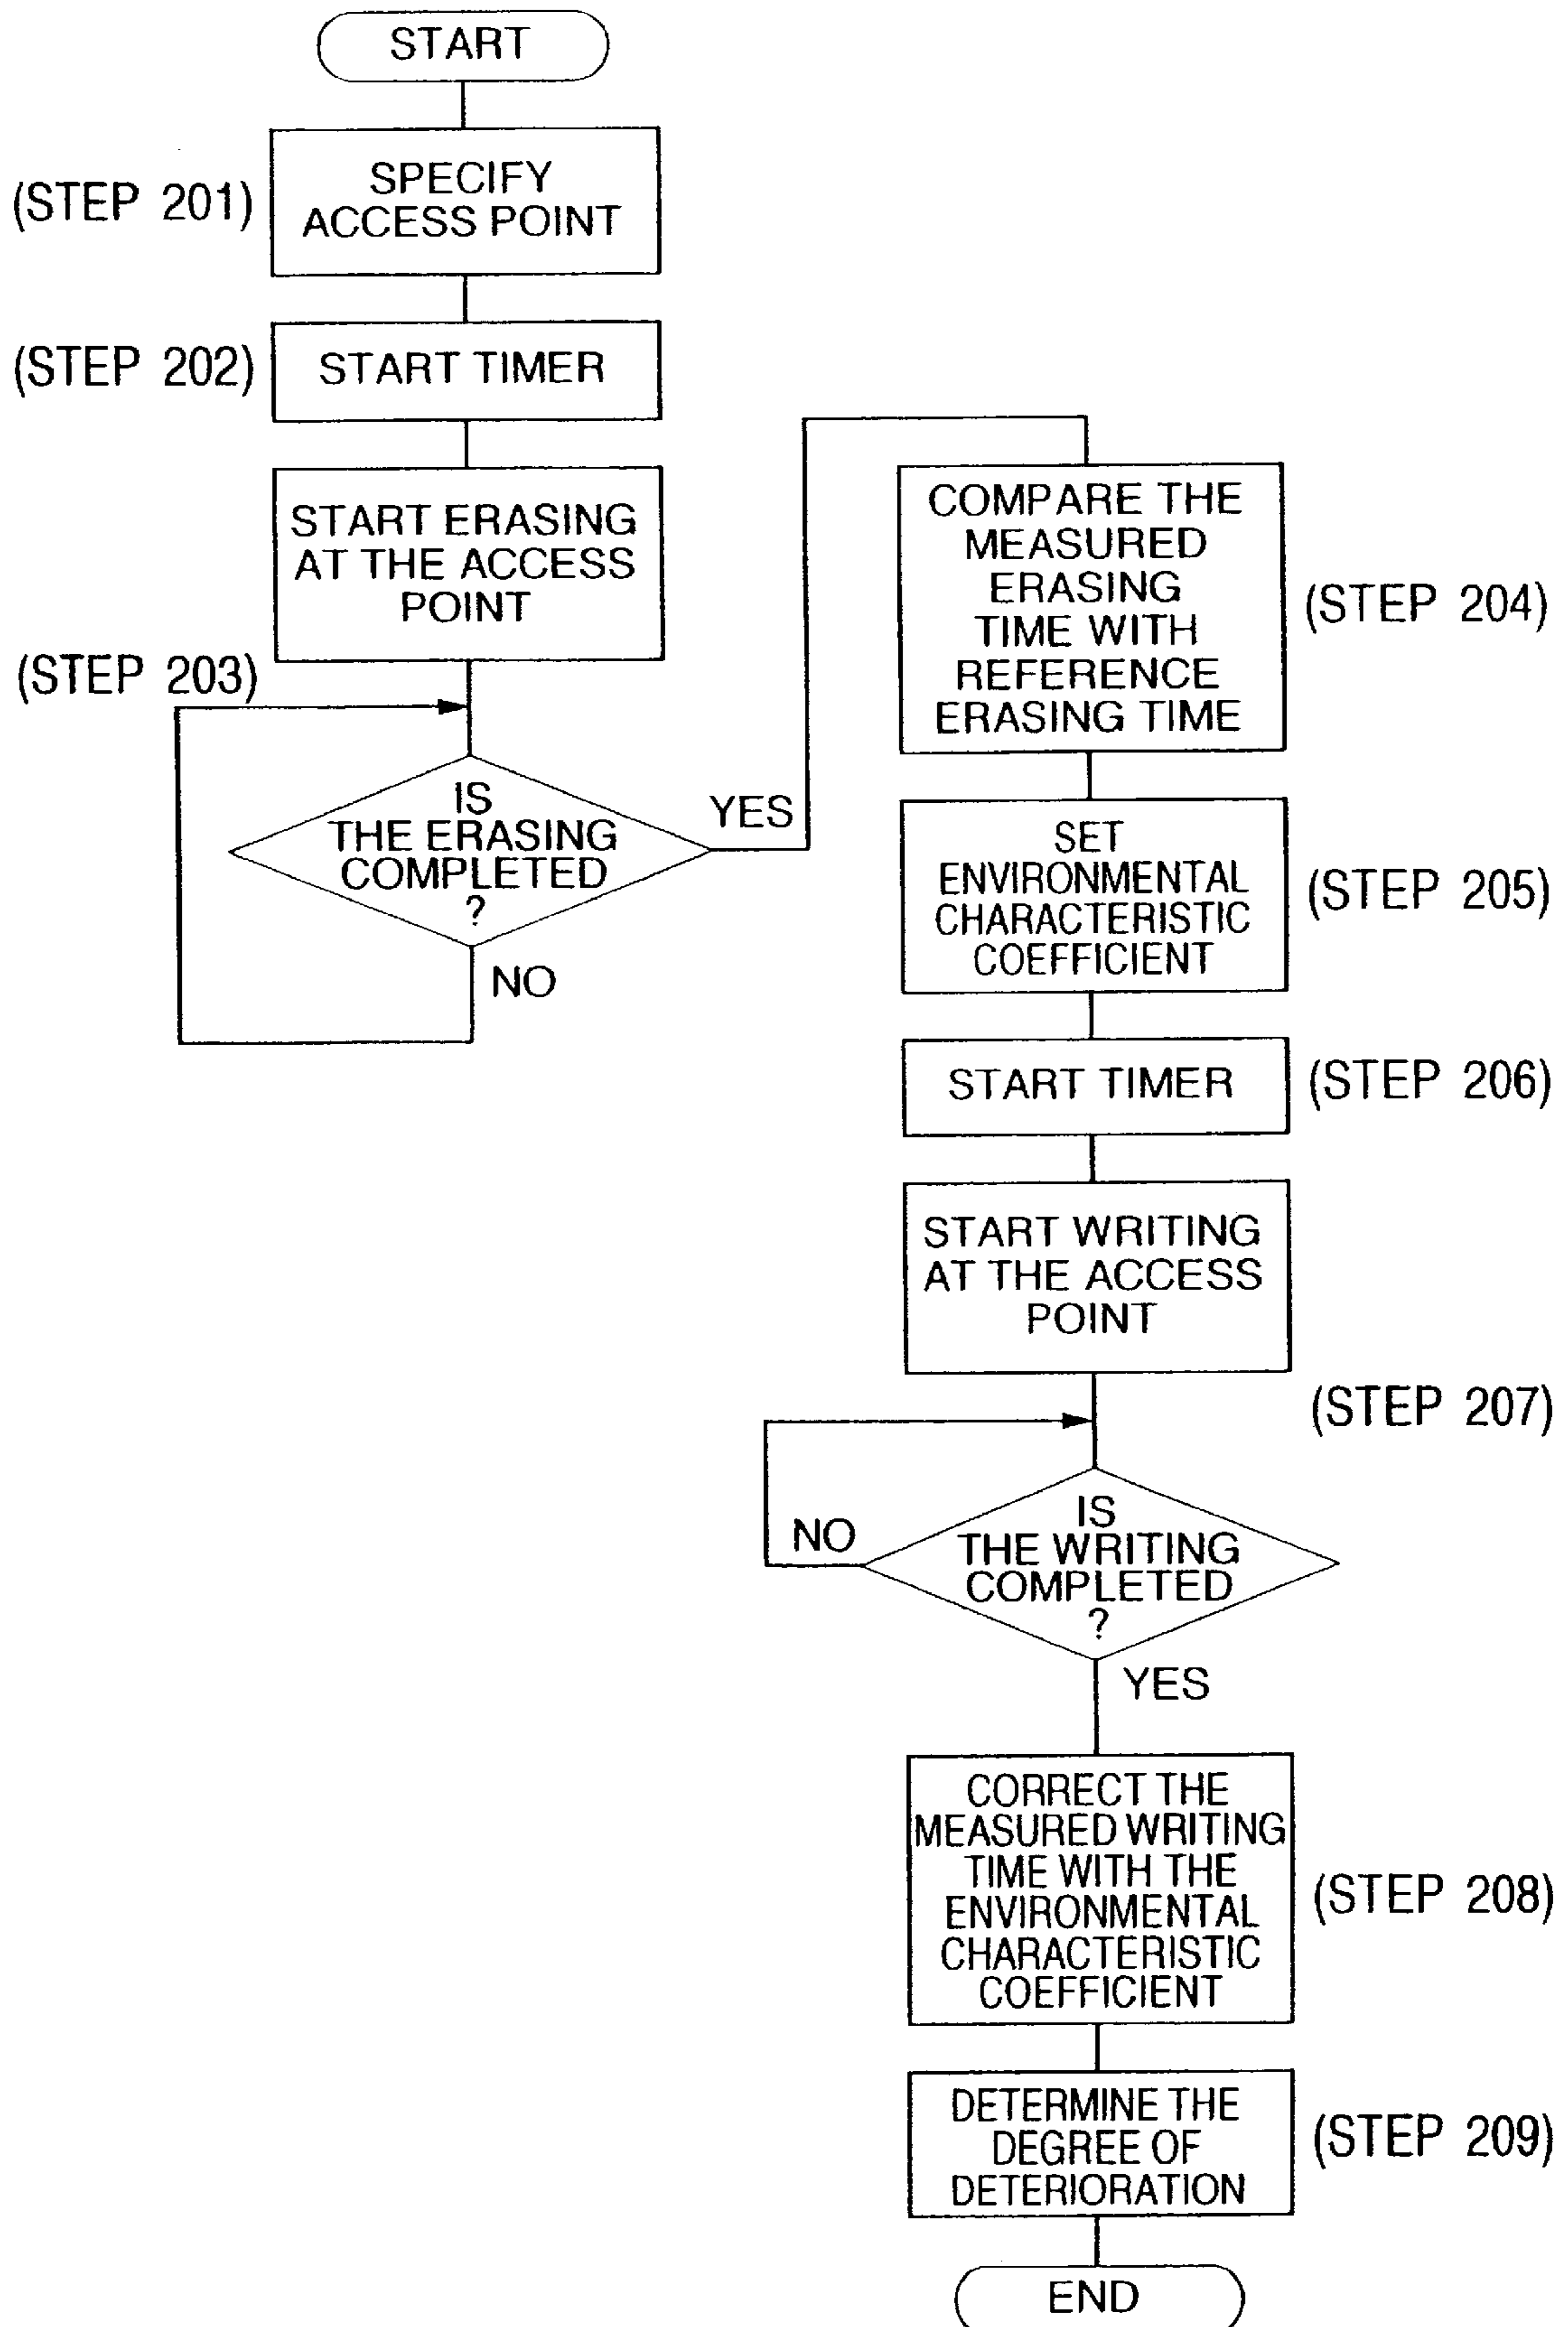 START
(STEP 201)
SPECIFY
ACCESS POINT
(STEP 202)
START TIMER
START ERASING
AT THE ACCESS
POINT
(STEP 203)
IS
THE ERASING
COMPLETED
?
YES
NO
COMPARE THE
MEASURED
ERASING
TIME WITH
REFERENCE
ERASING TIME
(STEP 204)
SET
ENVIRONMENTAL
CHARACTERISTIC
COEFFICIENT
(STEP 205)
START TIMER
(STEP 206)
START WRITING
AT THE ACCESS
POINT
(STEP 207)
IS
THE WRITING
COMPLETED
?
NO
YES
CORRECT THE
MEASURED WRITING
TIME WITH THE
ENVIRONMENTAL
CHARACTERISTIC
COEFFICIENT
(STEP 208)
DETERMINE THE
DEGREE OF
DETERIORATION
(STEP 209)
END